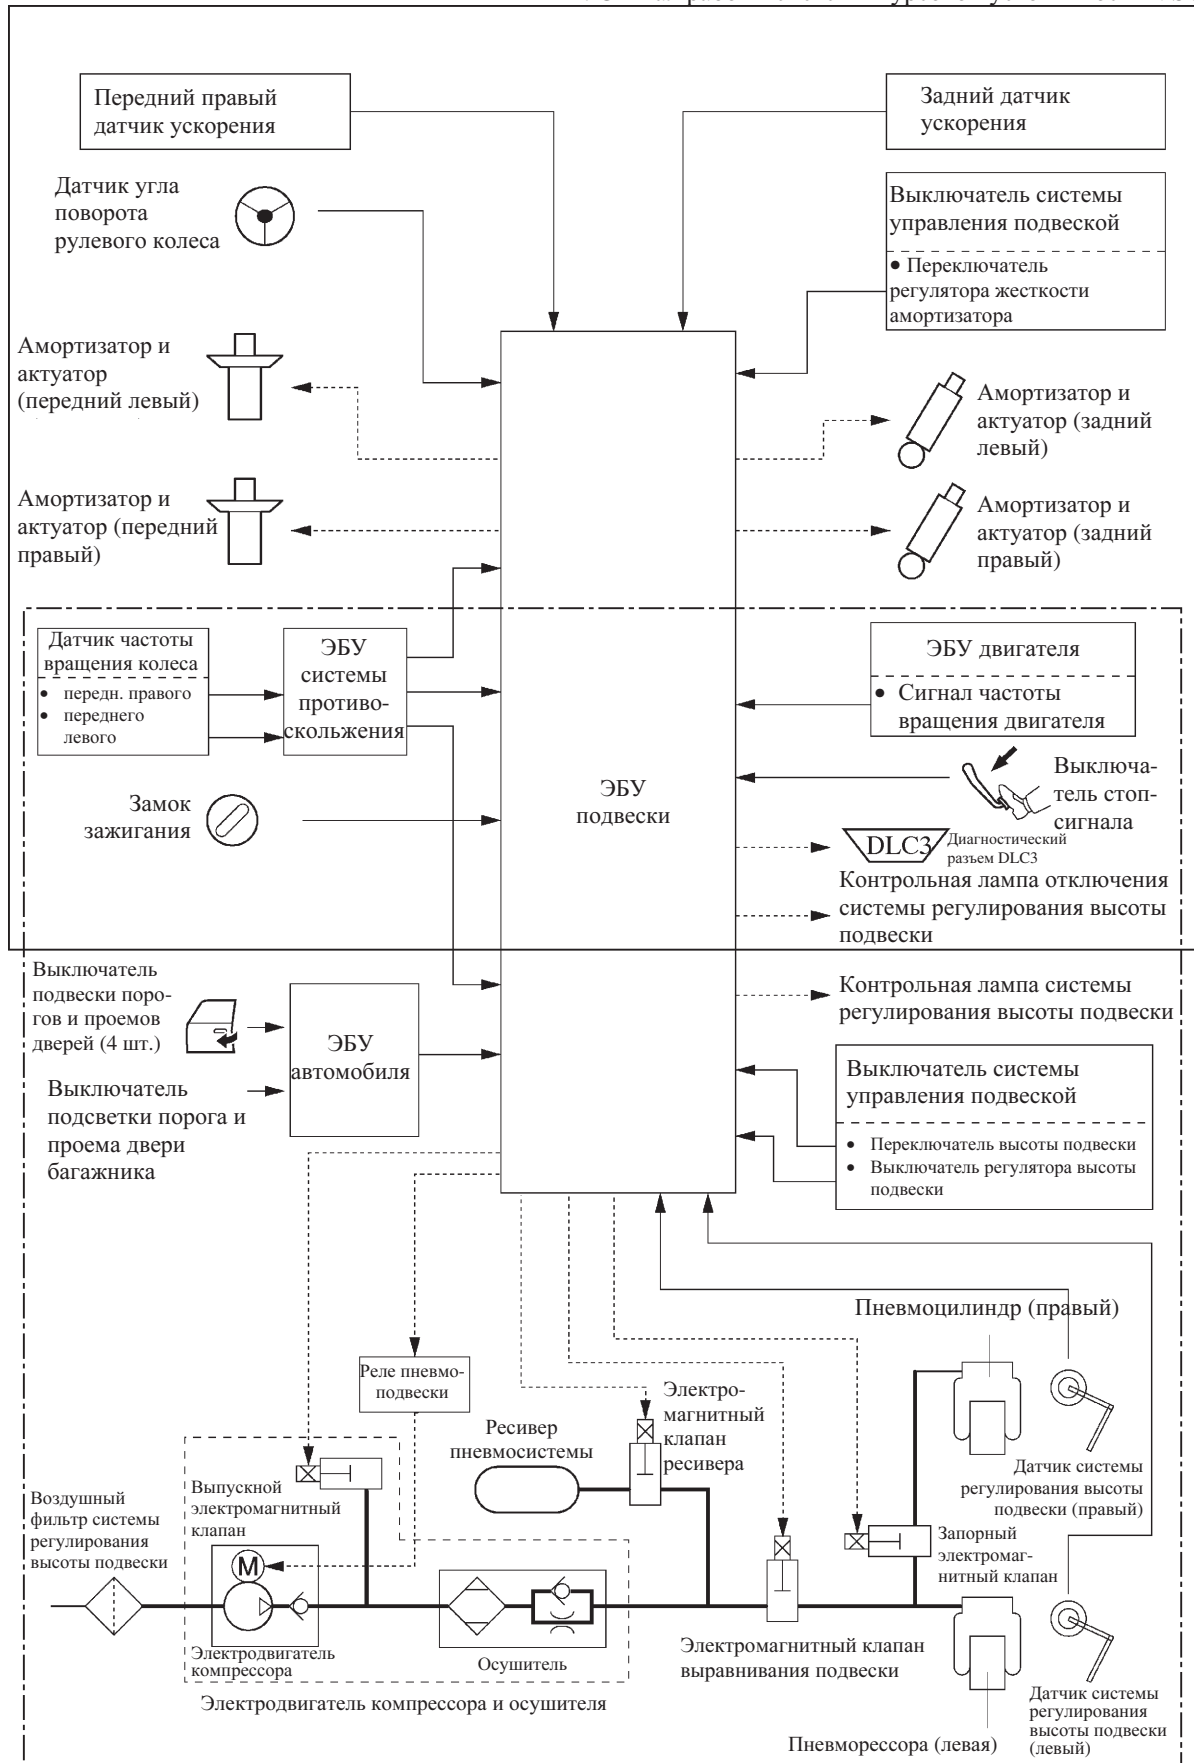 Передний правый
датчик ускорения
Задний датчик
ускорения
Датчик угла
поворота
рулевого колеса
Выключатель системы
управления подвеской
● Переключатель
регулятора жесткости
амортизатора
Амортизатор и
актуатор
(передний левый)
Амортизатор и
актуатор (задний
левый)
Амортизатор и
актуатор (передний
правый)
Амортизатор и
актуатор (задний
правый)
Датчик частоты
вращения колеса
● передн. правого
● переднего
левого
ЭБУ
системы
противо-
скольжения
ЭБУ двигателя
● Сигнал частоты
вращения двигателя
Замок
зажигания
ЭБУ
подвески
Выключа-
тель стоп-
сигнала
DLC3
Диагностический
разъем DLC3
Контрольная лампа отключения
системы регулирования высоты
подвески
Выключатель
подвески поро-
гов и проемов
дверей (4 шт.)
ЭБУ
автомобиля
Контрольная лампа системы
регулирования высоты подвески
Выключатель
подсветки порога и
проема двери
багажника
Выключатель системы
управления подвеской
● Переключатель высоты подвески
● Выключатель регулятора высоты
подвески
Пневмоцилиндр (правый)
Реле пневмо-
подвески
Электро-
магнитный
клапан
ресивера
Ресивер
пневмосистемы
Датчик системы
регулирования высоты
подвески (правый)
Выпускной
электромагнитный
клапан
Воздушный
фильтр системы
регулирования
высоты подвески
M
Запорный
электромаг-
нитный клапан
Электродвигатель
компрессора
Осушитель
Электромагнитный клапан
выравнивания подвески
Электродвигатель компрессора и осушителя
Датчик системы
регулирования
высоты подвески
(левый)
Пневморессора (левая)